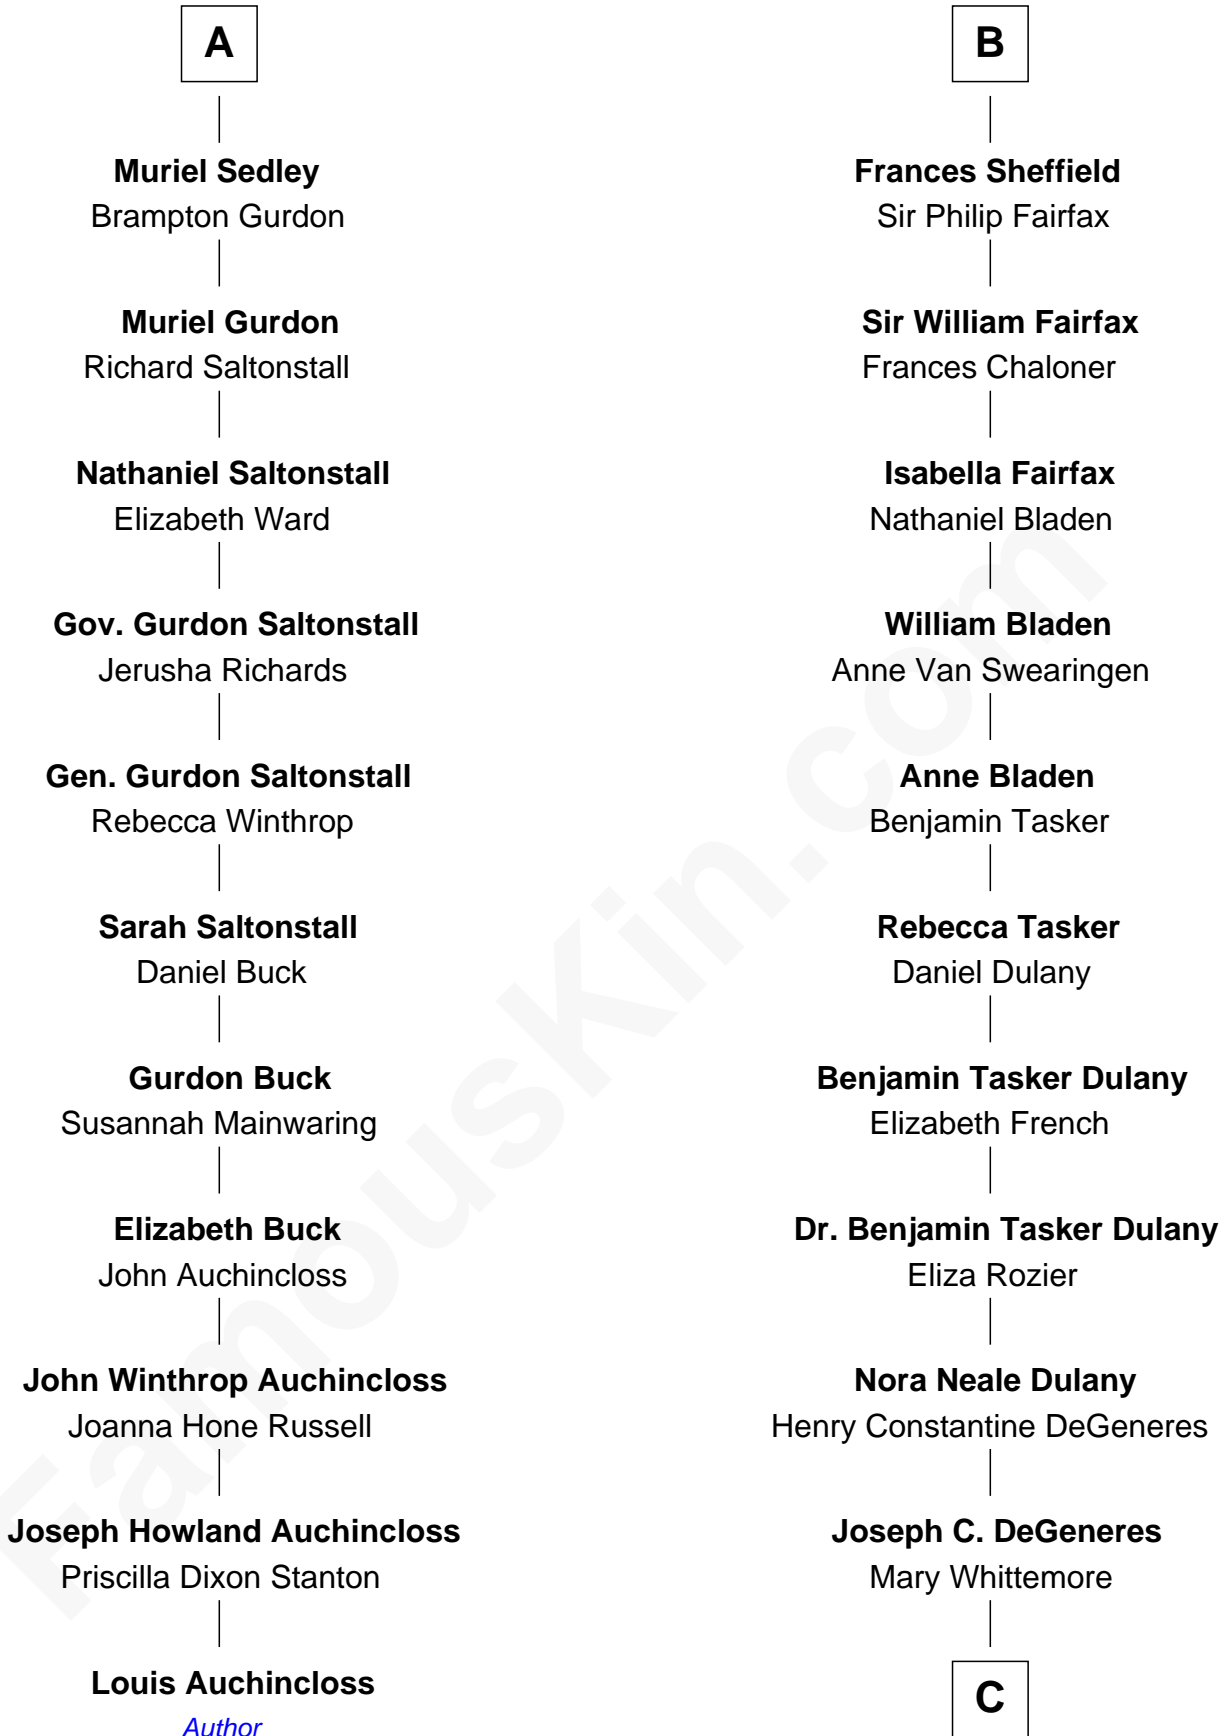 A
Muriel Sedley
Brampton Gurdon
Muriel Gurdon
Richard Saltonstall
Nathaniel Saltonstall
Elizabeth Ward
Gov. Gurdon Saltonstall
Jerusha Richards
Gen. Gurdon Saltonstall
Rebecca Winthrop
Sarah Saltonstall
Daniel Buck
Gurdon Buck
Susannah Mainwaring
Elizabeth Buck
John Auchincloss
John Winthrop Auchincloss
Joanna Hone Russell
Joseph Howland Auchincloss
Priscilla Dixon Stanton
Louis Auchincloss
Author
B
Frances Sheffield
Sir Philip Fairfax
Sir William Fairfax
Frances Chaloner
Isabella Fairfax
Nathaniel Bladen
William Bladen
Anne Van Swearingen
Anne Bladen
Benjamin Tasker
Rebecca Tasker
Daniel Dulany
Benjamin Tasker Dulany
Elizabeth French
Dr. Benjamin Tasker Dulany
Eliza Rozier
Nora Neale Dulany
Henry Constantine DeGeneres
Joseph C. DeGeneres
Mary Whittemore
C
FamousKin.com